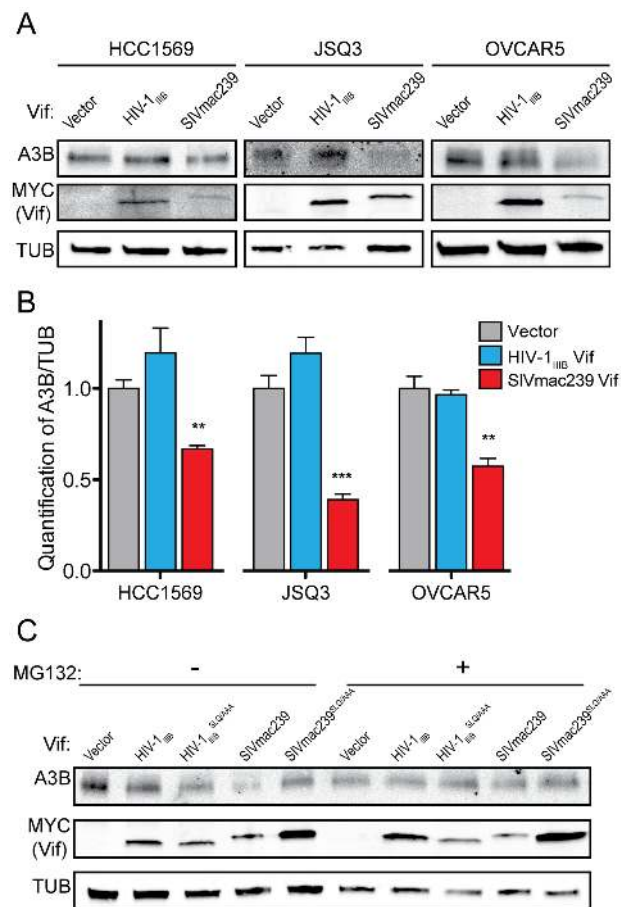 A
HCC1569 JSQ3 OVCAR5
Vif: Vector HIV-1IIIB SIVmac239 Vector HIV-1IIIB SIVmac239 Vector HIV-1IIIB SIVmac239
A3B
MYC
(Vif)
TUB
B
Quantification of A3B/TUB
1.0
0.5
0.0
** *** **
Vector
HIV-1IIIB Vif
SIVmac239 Vif
HCC1569 JSQ3 OVCAR5
C
MG132: - +
Vif: Vector HIV-1IIIB HIV-1IIIB SLQ/AAA SIVmac239 SIVmac239SLQ/AAA Vector HIV-1IIIB HIV-1IIIB SLQ/AAA SIVmac239 SIVmac239SLQ/AAA
A3B
MYC
(Vif)
TUB